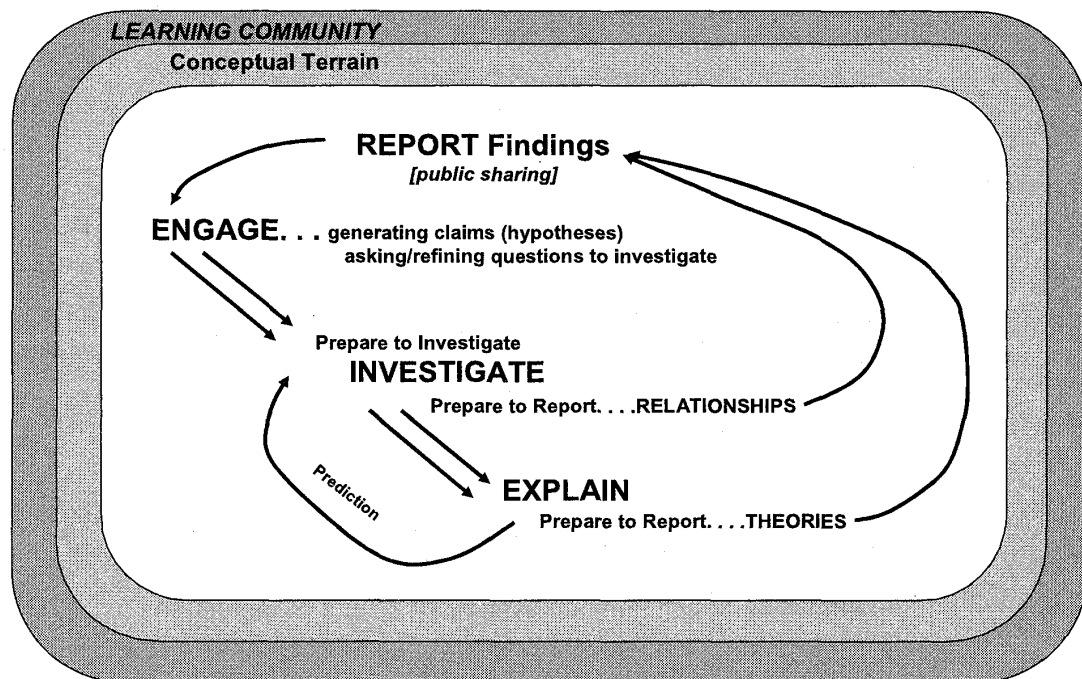 LEARNING COMMUNITY
Conceptual Terrain
REPORT Findings
[public sharing]
ENGAGE. . . generating claims (hypotheses)
asking/refining questions to investigate
Prepare to Investigate
INVESTIGATE
Prepare to Report. . . .RELATIONSHIPS
Prediction
EXPLAIN
Prepare to Report. . . .THEORIES